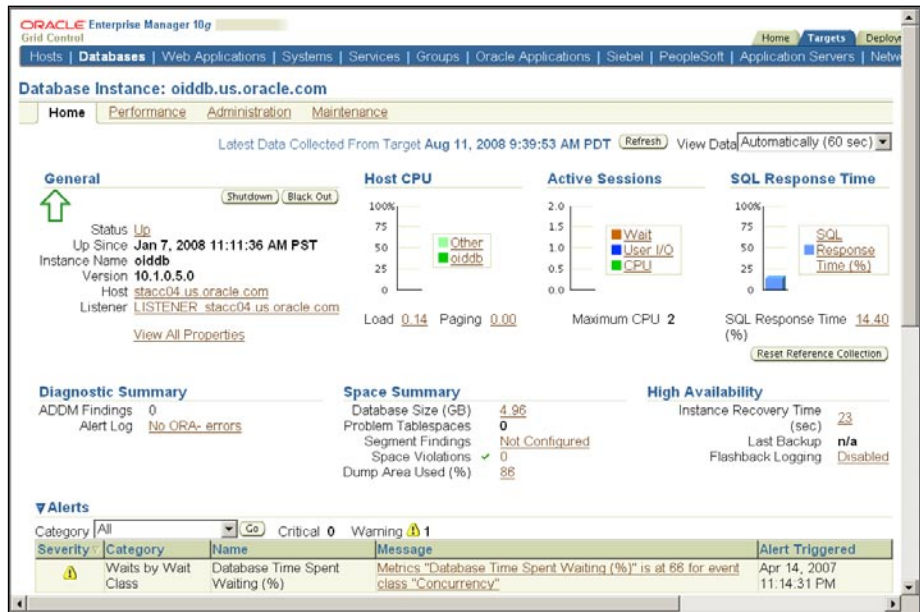 ORACLE Enterprise Manager 10g
Grid Control
Home Targets Deploy
Hosts | Databases | Web Applications | Systems | Services | Groups | Oracle Applications | Siebel | PeopleSoft | Application Servers | Netw
Database Instance: oiddb.us.oracle.com
Home Performance Administration Maintenance
Latest Data Collected From Target Aug 11, 2008 9:39:53 AM PDT Refresh View Data Automatically (60 sec)
General
Shutdown Black Out
Status Up
Up Since Jan 7, 2008 11:11:36 AM PST
Instance Name oiddb
Version 10.1.0.5.0
Host stacc04.us.oracle.com
Listener LISTENER_stacc04.us.oracle.com
View All Properties
Host CPU
100%
75
50
25
0
Other
oiddb
Load 0.14 Paging 0.00
Active Sessions
2.0
1.5
1.0
0.5
0.0
Wait
User I/O
CPU
Maximum CPU 2
SQL Response Time
100%
75
50
25
0
SQL
Response
Time (%)
SQL Response Time 14.40
(%)
Reset Reference Collection
Diagnostic Summary
ADDM Findings 0
Alert Log No ORA- errors
Space Summary
Database Size (GB) 4.96
Problem Tablespaces 0
Segment Findings Not Configured
Space Violations 0
Dump Area Used (%) 86
High Availability
Instance Recovery Time
(sec) 23
Last Backup n/a
Flashback Logging Disabled
Alerts
Category All Go Critical 0 Warning 1
Severity Category Name Message Alert Triggered
Waits by Wait
Class
Database Time Spent
Waiting (%)
Metrics "Database Time Spent Waiting (%)" is at 66 for event
class "Concurrency"
Apr 14, 2007
11:14:31 PM